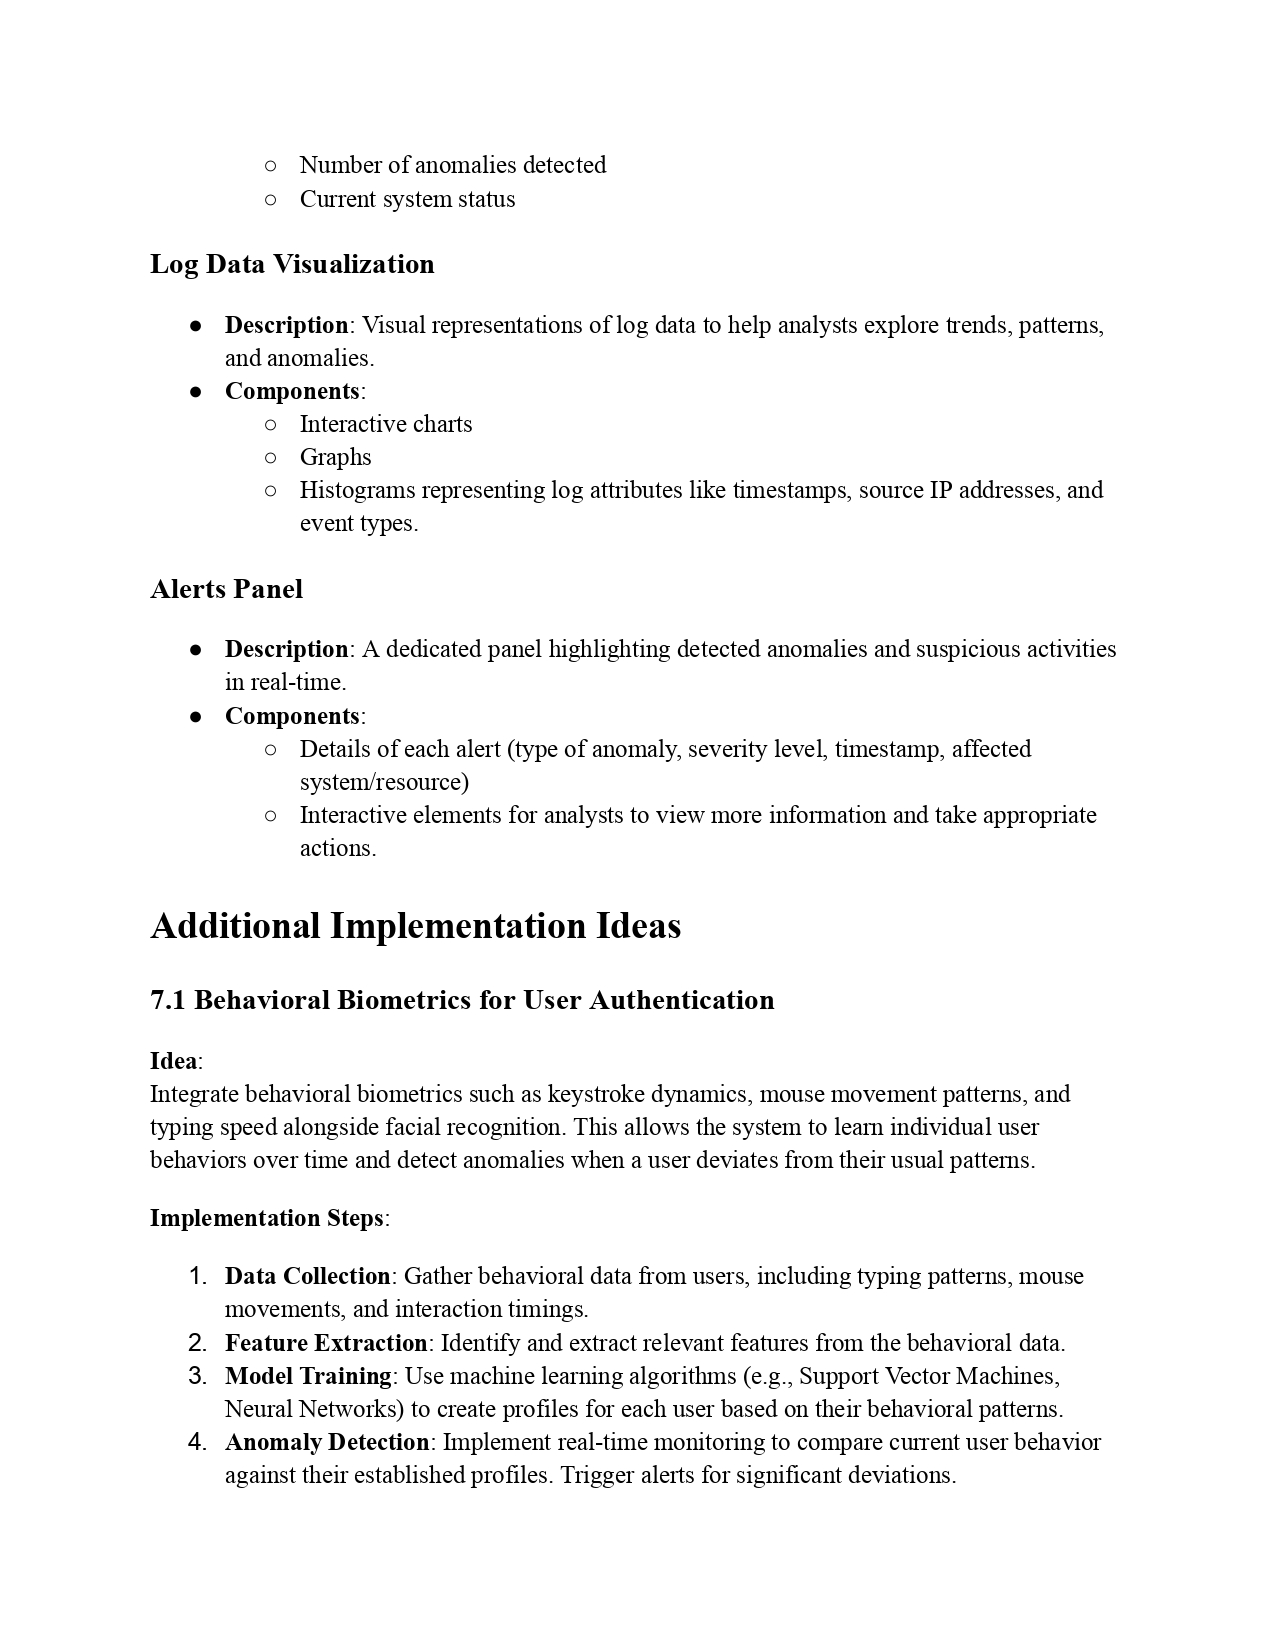 ○ Number of anomalies detected
○ Current system status
Log Data Visualization
● Description: Visual representations of log data to help analysts explore trends, patterns,
and anomalies.
● Components:
○ Interactive charts
○ Graphs
○ Histograms representing log attributes like timestamps, source IP addresses, and
event types.
Alerts Panel
● Description: A dedicated panel highlighting detected anomalies and suspicious activities
in real-time.
● Components:
○ Details of each alert (type of anomaly, severity level, timestamp, affected
system/resource)
○ Interactive elements for analysts to view more information and take appropriate
actions.
Additional Implementation Ideas
7.1 Behavioral Biometrics for User Authentication
Idea:
Integrate behavioral biometrics such as keystroke dynamics, mouse movement patterns, and
typing speed alongside facial recognition. This allows the system to learn individual user
behaviors over time and detect anomalies when a user deviates from their usual patterns.
Implementation Steps:
1. Data Collection: Gather behavioral data from users, including typing patterns, mouse
movements, and interaction timings.
2. Feature Extraction: Identify and extract relevant features from the behavioral data.
3. Model Training: Use machine learning algorithms (e.g., Support Vector Machines,
Neural Networks) to create profiles for each user based on their behavioral patterns.
4. Anomaly Detection: Implement real-time monitoring to compare current user behavior
against their established profiles. Trigger alerts for significant deviations.